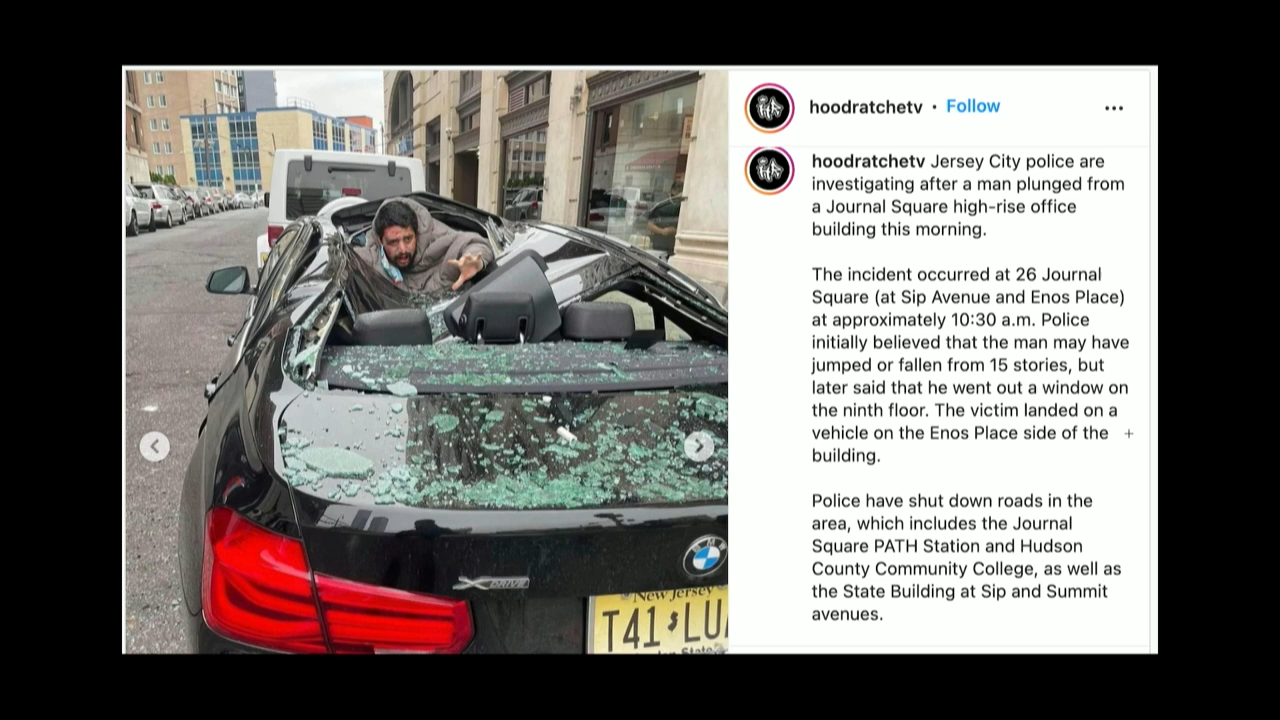 hoodratchetv • Follow
hoodratchetv Jersey City police are
investigating after a man plunged from
a Journal Square high-rise office
building this morning.
The incident occurred at 26 Journal
Square (at Sip Avenue and Enos Place)
at approximately 10:30 a.m. Police
initially believed that the man may have
jumped or fallen from 15 stories, but
later said that he went out a window on
the ninth floor. The victim landed on a
vehicle on the Enos Place side of the
building.
Police have shut down roads in the
area, which includes the Journal
Square PATH Station and Hudson
County Community College, as well as
the State Building at Sip and Summit
avenues.
BMW
XDRIVE
New Jersey
T41 LU
State